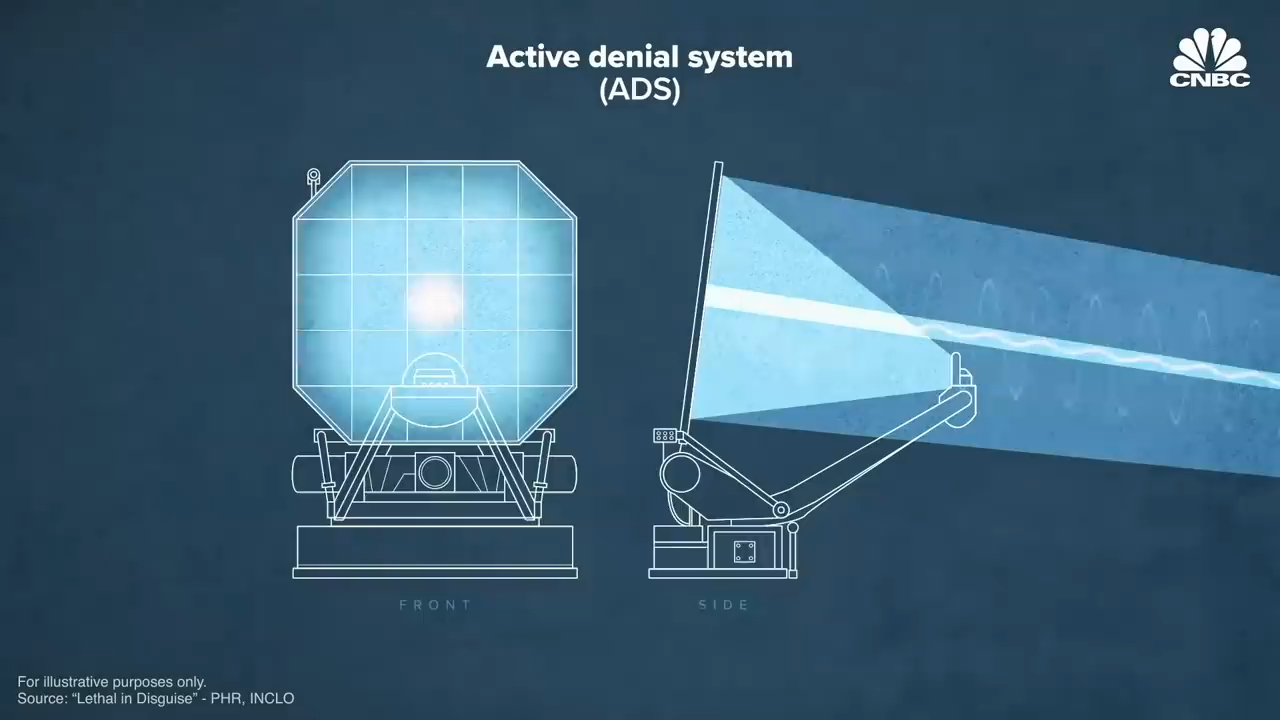 Active denial system
(ADS)
CNBC
FRONT
SIDE
For illustrative purposes only.
Source: “Lethal in Disguise” - PHR, INCLO